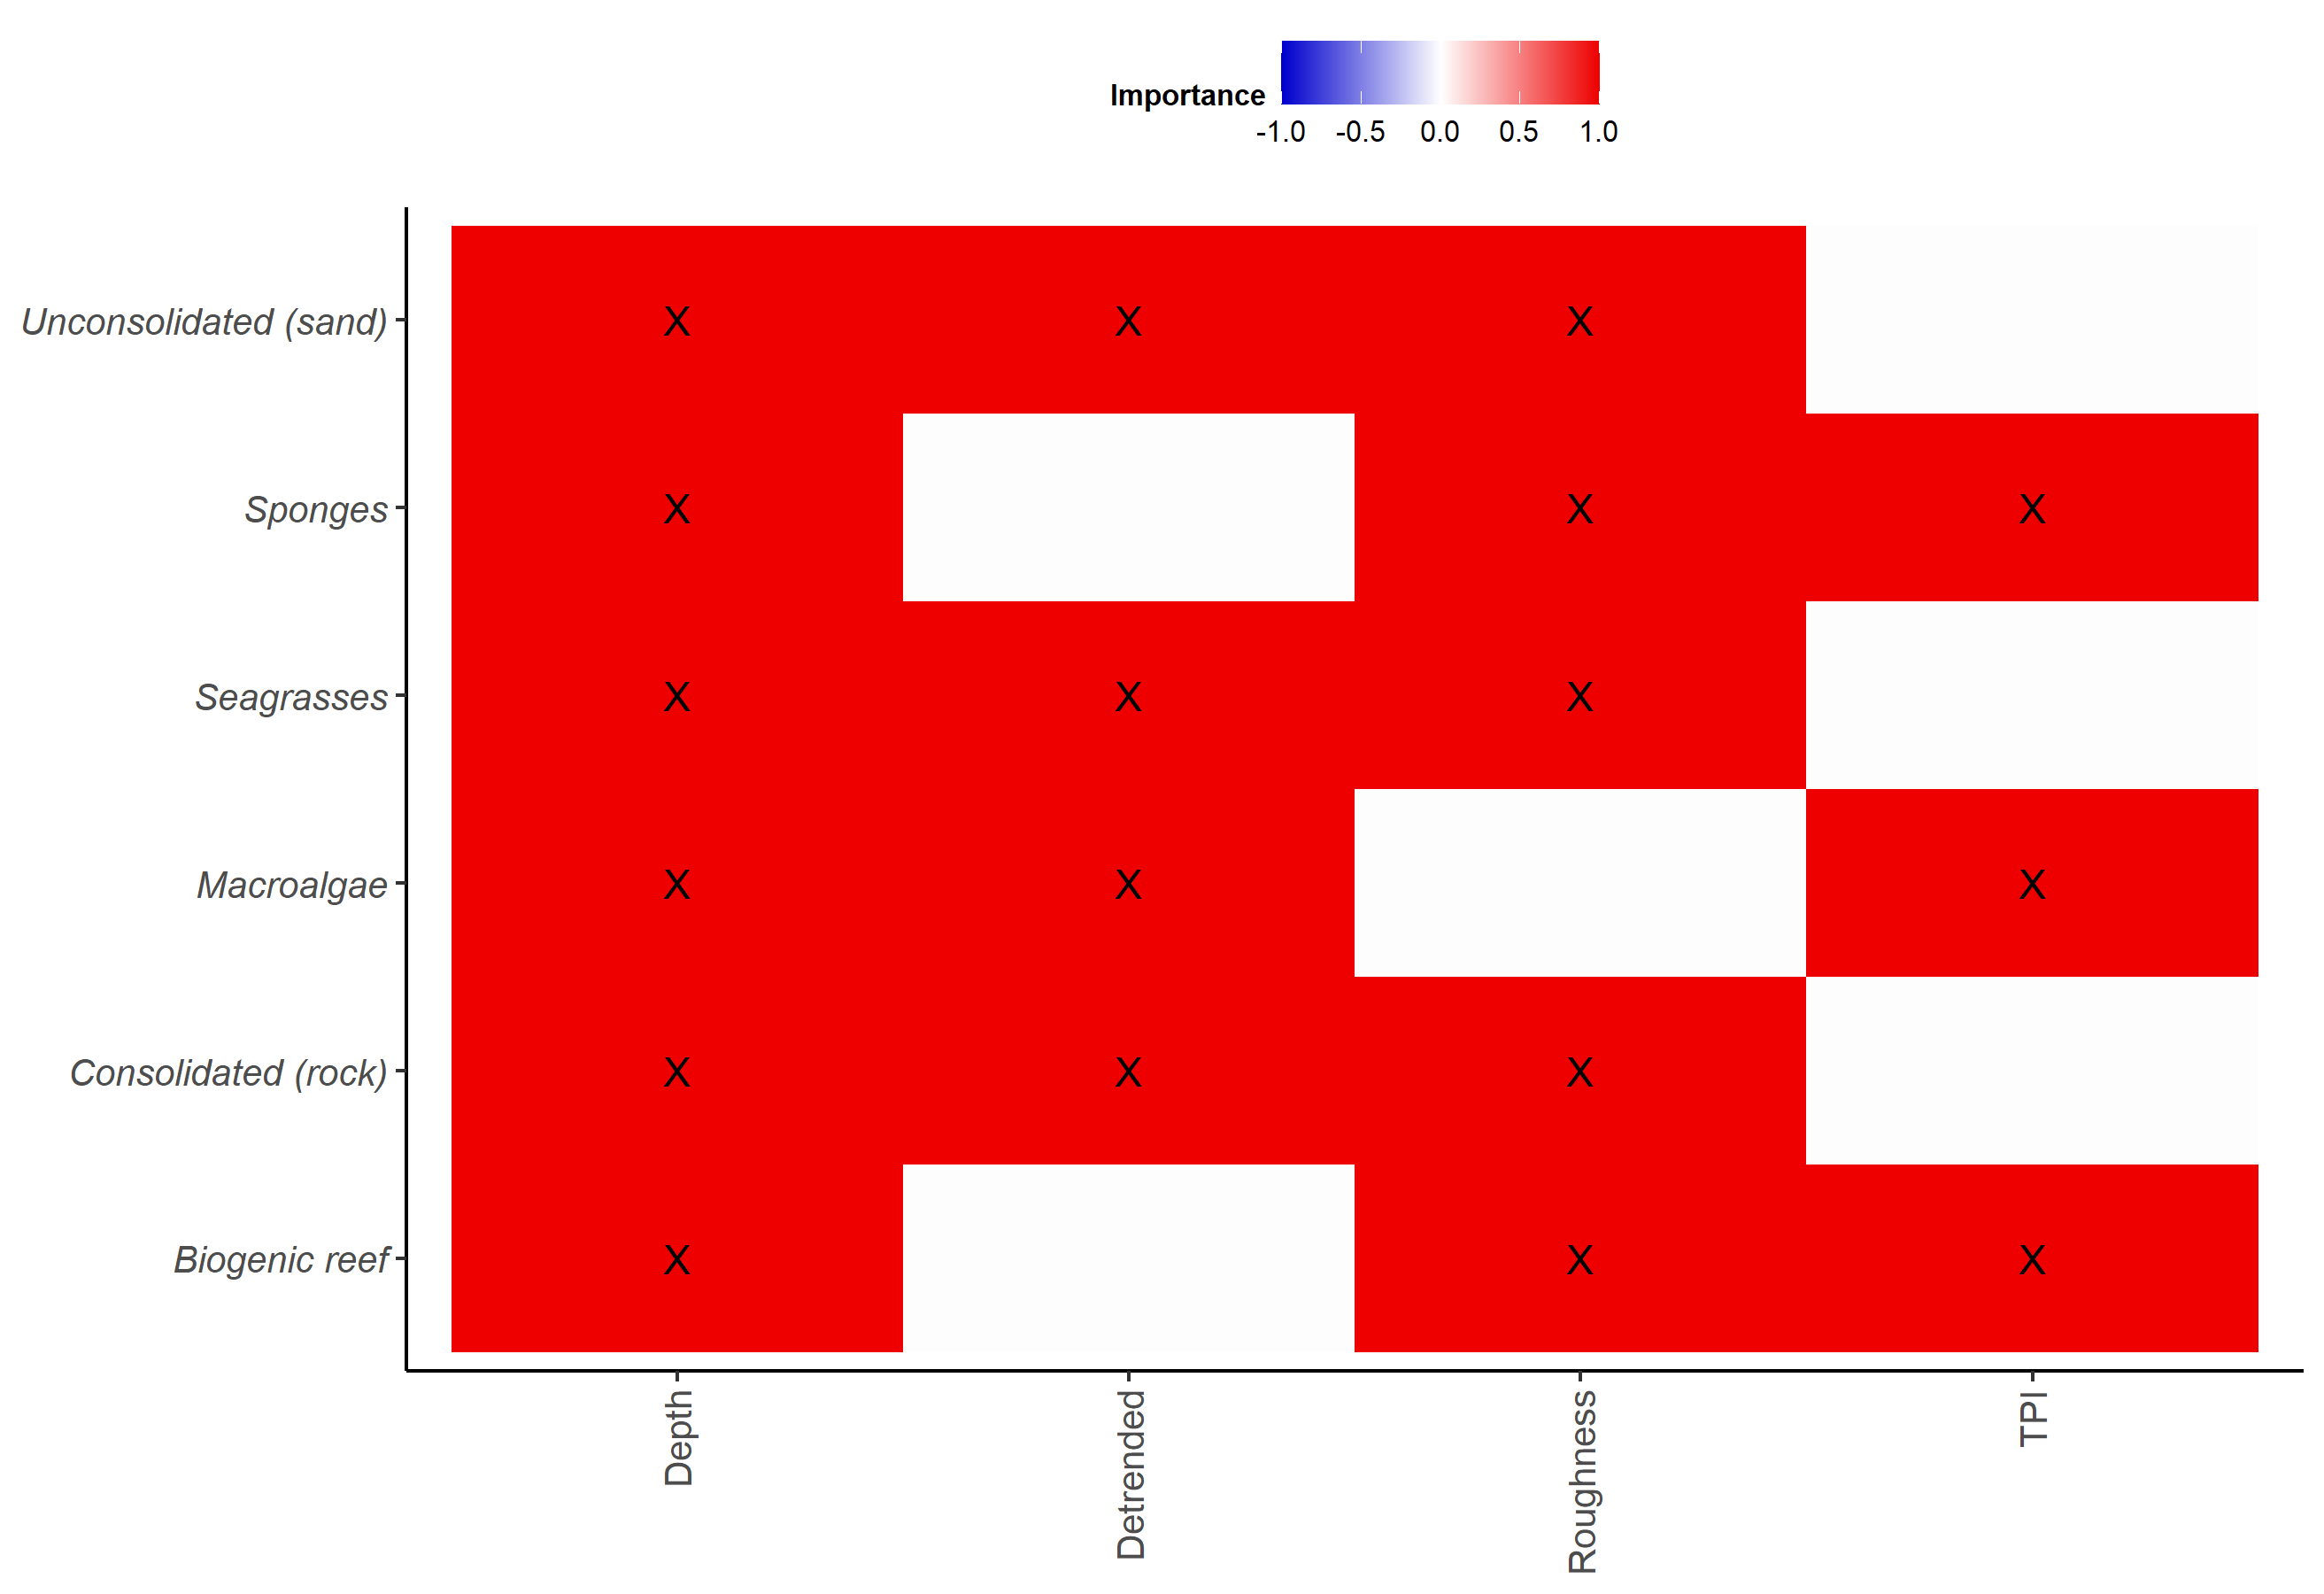 Importance
-1.0 -0.5 0.0 0.5 1.0
Unconsolidated (sand) X X X
Sponges X X X
Seagrasses X X X
Macroalgae X X X
Consolidated (rock) X X X
Biogenic reef X X X
Depth Detrended Roughness TPI